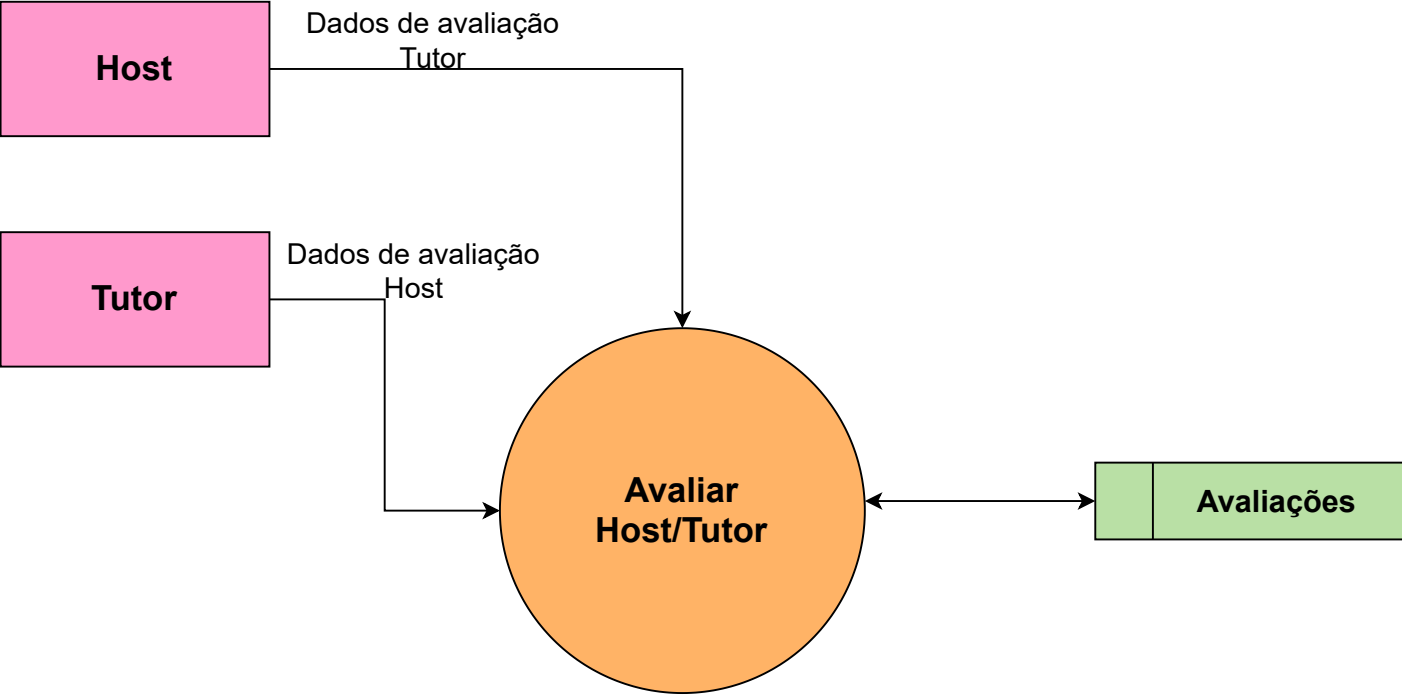 Dados de avaliação
Tutor
Host
Dados de avaliação
Host
Tutor
Avaliar
Host/Tutor
Avaliações